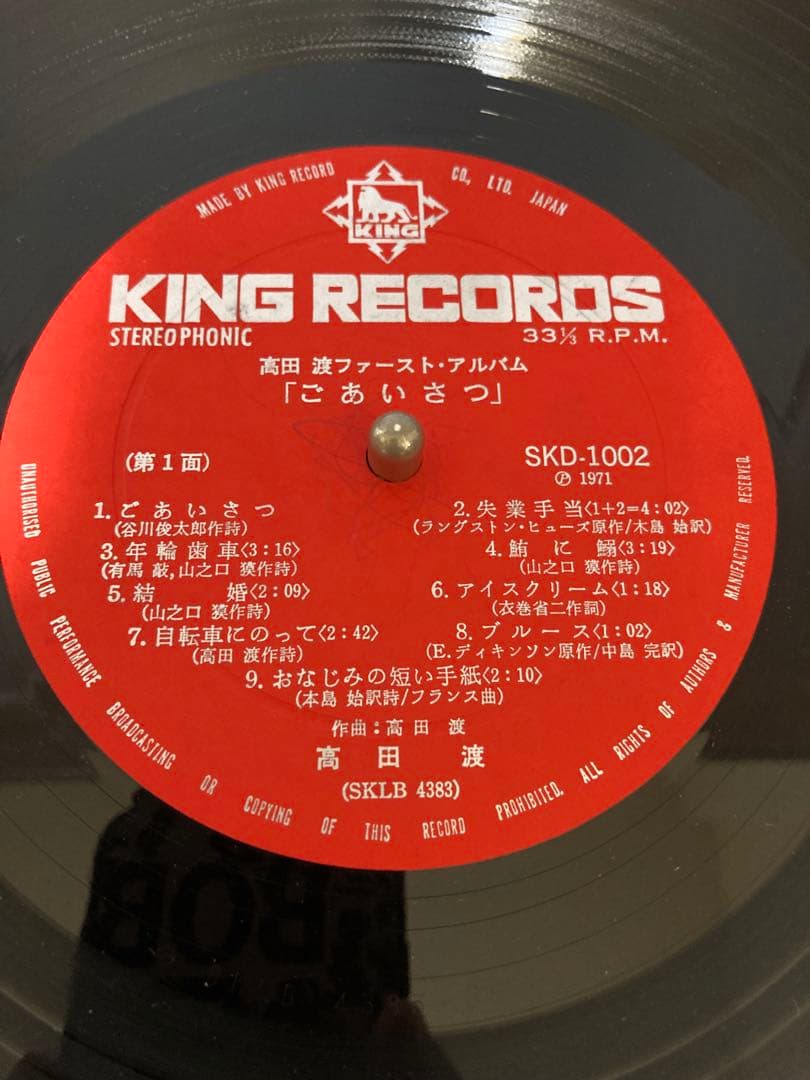 MADE BY KING RECORD CO., LTD. JAPAN
KING
KING RECORDS
STEREOPHONIC
33⅓ R.P.M.
高田 渡ファースト・アルバム
「ごあいさつ」
(第1面)
SKD-1002
Ⓟ 1971
1. ごあいさつ
(谷川俊太郎作詩)
2. 失業手当〈1+2=4:02〉
(ラングストン・ヒューズ原作/木島 始訳)
3. 年輪歯車〈3:16〉
(有馬 敲,山之口 獏作詩)
4. 鮪に鰯〈3:19〉
(山之口 獏作詩)
5. 結婚〈2:09〉
(山之口 獏作詩)
6. アイスクリーム〈1:18〉
(衣巻省二作詞)
7. 自転車にのって〈2:42〉
(高田 渡作詩)
8. ブルース〈1:02〉
(E.ディキンソン原作/中島 完訳)
9. おなじみの短い手紙〈2:10〉
(本島 始訳詩/フランス曲)
作曲:高田 渡
高田 渡
(SKLB 4383)
UNAUTHORISED PUBLIC PERFORMANCE BROADCASTING OR COPYING OF THIS RECORD PROHIBITED. ALL RIGHTS OF AUTHORS & MANUFACTURER RESERVED.